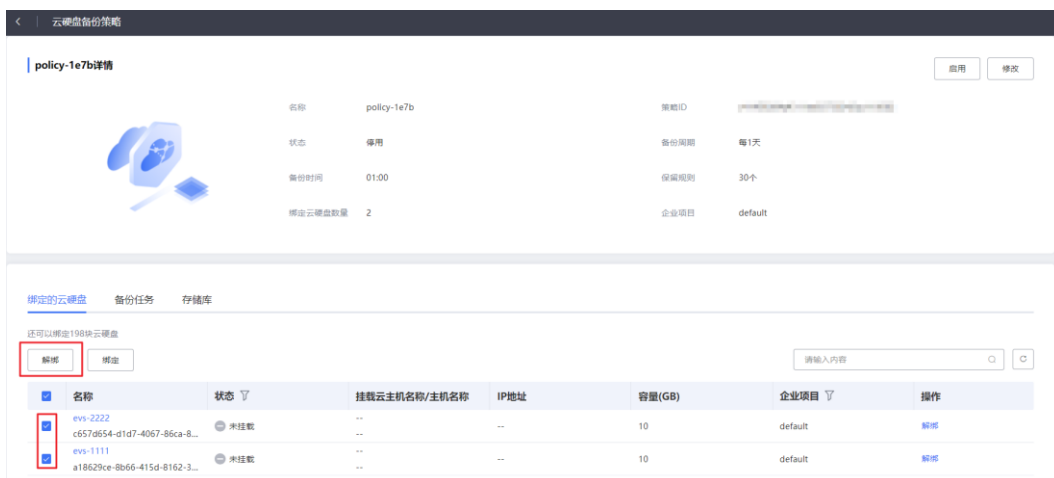 云硬盘备份策略
policy-1e7b详情
启用 修改
名称 policy-1e7b 策略ID
状态 停用 备份周期 每1天
备份时间 01:00 保留规则 30个
绑定云硬盘数量 2 企业项目 default
绑定的云硬盘 备份任务 存储库
还可以绑定198块云硬盘
解绑 绑定 请输入内容
名称 状态 挂载云主机名称/主机名称 IP地址 容量(GB) 企业项目 操作
evs-2222 --
未挂载 -- 10 default 解绑
c657d654-d1d7-4067-86ca-8... --
evs-1111 --
未挂载 -- 10 default 解绑
a18629ce-8b66-415d-8162-3... --